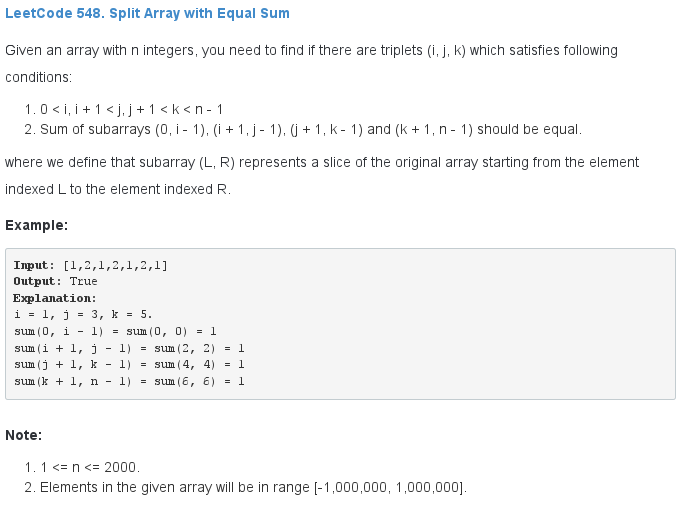 LeetCode 548. Split Array with Equal Sum
Given an array with n integers, you need to find if there are triplets (i, j, k) which satisfies following
conditions:
1. 0 < i, i + 1 < j, j + 1 < k < n - 1
2. Sum of subarrays (0, i - 1), (i + 1, j - 1), (j + 1, k - 1) and (k + 1, n - 1) should be equal.
where we define that subarray (L, R) represents a slice of the original array starting from the element
indexed L to the element indexed R.
Example:
Input: [1,2,1,2,1,2,1]
Output: True
Explanation:
i = 1, j = 3, k = 5.
sum(0, i - 1) = sum(0, 0) = 1
sum(i + 1, j - 1) = sum(2, 2) = 1
sum(j + 1, k - 1) = sum(4, 4) = 1
sum(k + 1, n - 1) = sum(6, 6) = 1
Note:
1. 1 <= n <= 2000.
2. Elements in the given array will be in range [-1,000,000, 1,000,000].